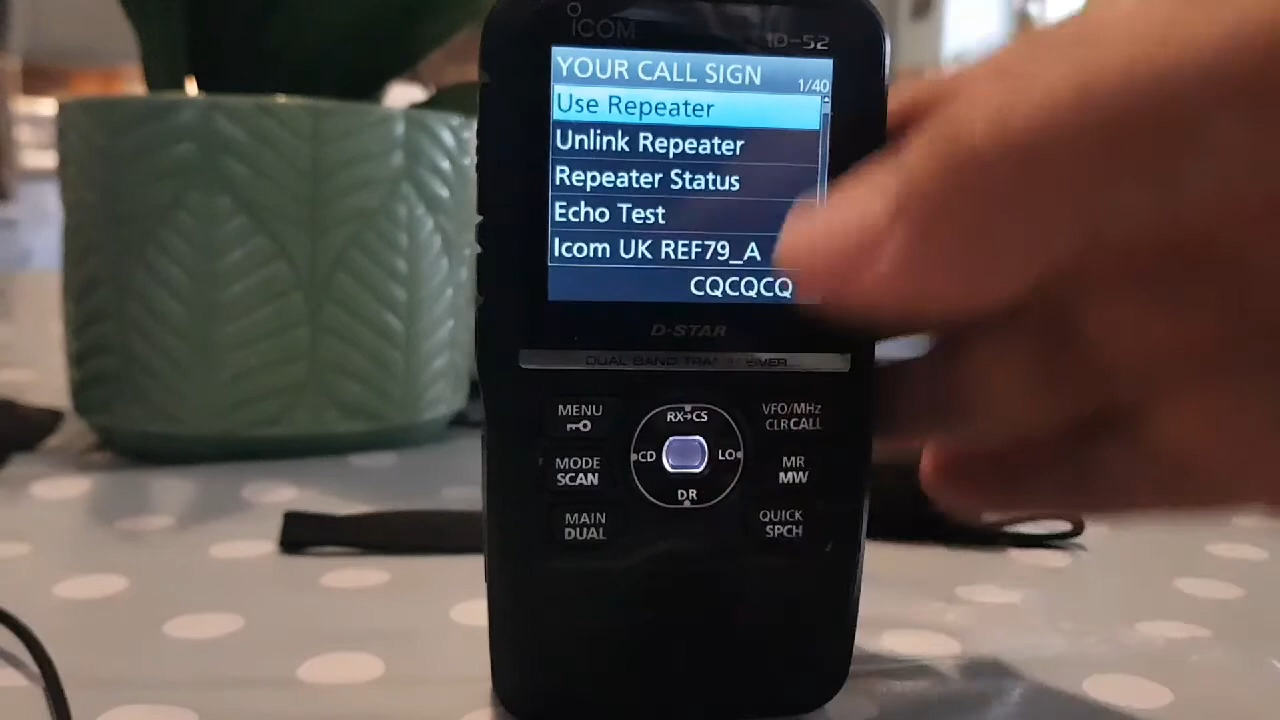 ICOM
ID-52
YOUR CALL SIGN
1/40
Use Repeater
Unlink Repeater
Repeater Status
Echo Test
Icom UK REF79_A
CQCQCQ
D-STAR
DUAL BAND TRANSCEIVER
MENU
RX→CS
VFO/MHz
CLR CALL
CD
LO
MODE
SCAN
MR
MW
DR
MAIN
DUAL
QUICK
SPCH